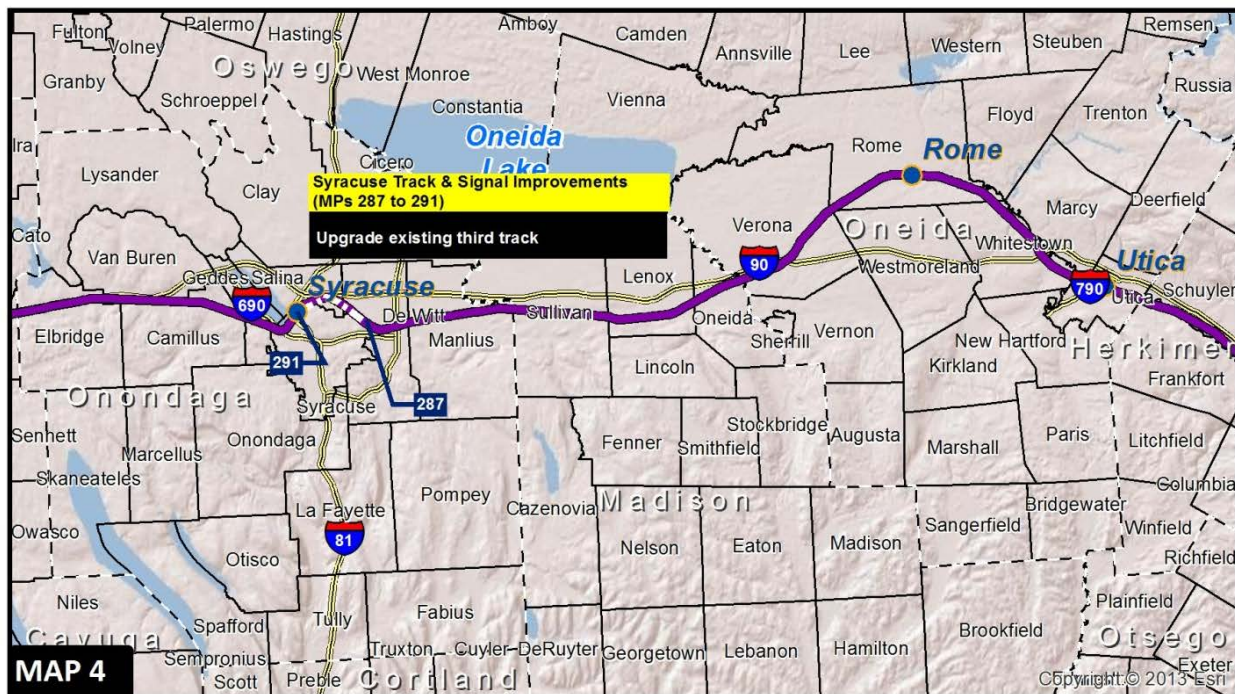 Fulton
Volney
Palermo
Hastings
Amboy
Camden
Annsville
Lee
Western
Steuben
Remsen
Granby
Oswego
West Monroe
Schroeppel
Constantia
Vienna
Floyd
Trenton
Russia
Ira
Lysander
Clay
Cicero
Oneida
Lake
Rome
Rome
Syracuse Track & Signal Improvements
(MPs 287 to 291)
Upgrade existing third track
Cato
Van Buren
Verona
Oneida
Marcy
Deerfield
Whitestown
Geddes
Salina
Syracuse
690
Lenox
90
Westmoreland
Utica
790
Utica
Schuyler
Elbridge
Camillus
De Witt
Manlius
Sullivan
Oneida
Sherrill
Vernon
New Hartford
Herkimer
291
287
Lincoln
Kirkland
Frankfort
Onondaga
Syracuse
Senhett
Marcellus
Onondaga
Fenner
Smithfield
Stockbridge
Augusta
Marshall
Paris
Litchfield
Skaneateles
Pompey
Cazenovia
Madison
Bridgewater
Columbia
Owasco
La Fayette
81
Otisco
Nelson
Eaton
Madison
Sangerfield
Winfield
Richfield
Niles
Spafford
Tully
Fabius
Plainfield
Cayuga
Sempronius
Scott
Preble
Truxton
Cuyler
DeRuyter
Georgetown
Lebanon
Hamilton
Brookfield
Otsego
Exeter
Cortland
MAP 4
Copyright:© 2013 Esri